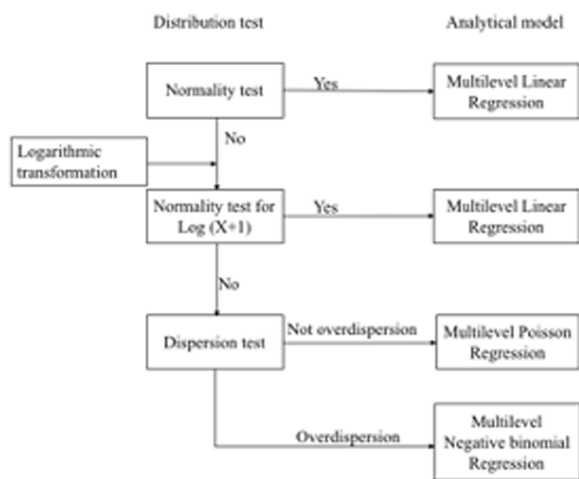 Distribution test
Analytical model
Normality test
Yes
Multilevel Linear
Regression
No
Logarithmic
transformation
Normality test for
Log (X+1)
Yes
Multilevel Linear
Regression
No
Dispersion test
Not overdispersion
Multilevel Poisson
Regression
Overdispersion
Multilevel
Negative binomial
Regression